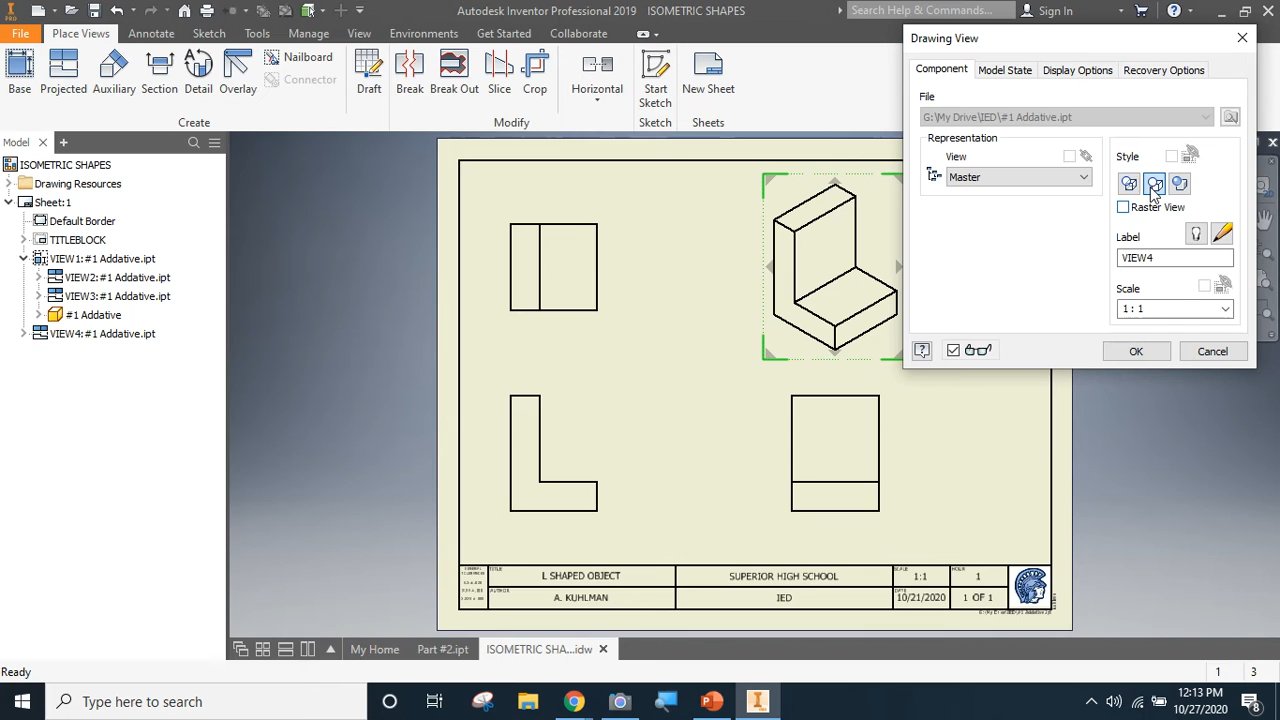 PRO
Autodesk Inventor Professional 2019 ISOMETRIC SHAPES
Search Help & Commands...
Sign In
File
Place Views
Annotate
Sketch
Tools
Manage
View
Environments
Get Started
Collaborate
Base
Projected
Auxiliary
Section
Detail
Overlay
Nailboard
Connector
Draft
Break
Break Out
Slice
Crop
Horizontal
Start
Sketch
New Sheet
Create
Modify
Sketch
Sheets
Model
ISOMETRIC SHAPES
Drawing Resources
Sheet:1
Default Border
TITLEBLOCK
VIEW1:#1 Addative.ipt
VIEW2:#1 Addative.ipt
VIEW3:#1 Addative.ipt
#1 Addative
VIEW4:#1 Addative.ipt
Drawing View
Component
Model State
Display Options
Recovery Options
File
G:\My Drive\IED\#1 Addative.ipt
Representation
View
Master
Style
Raster View
Label
VIEW4
Scale
1 : 1
OK
Cancel
TITLE
L SHAPED OBJECT
SUPERIOR HIGH SCHOOL
SCALE
1:1
HOUR
1
AUTHOR
A. KUHLMAN
IED
DATE
10/21/2020
1 OF 1
My Home
Part #2.ipt
ISOMETRIC SHA...idw
Ready
1
3
Type here to search
12:13 PM
10/27/2020
8